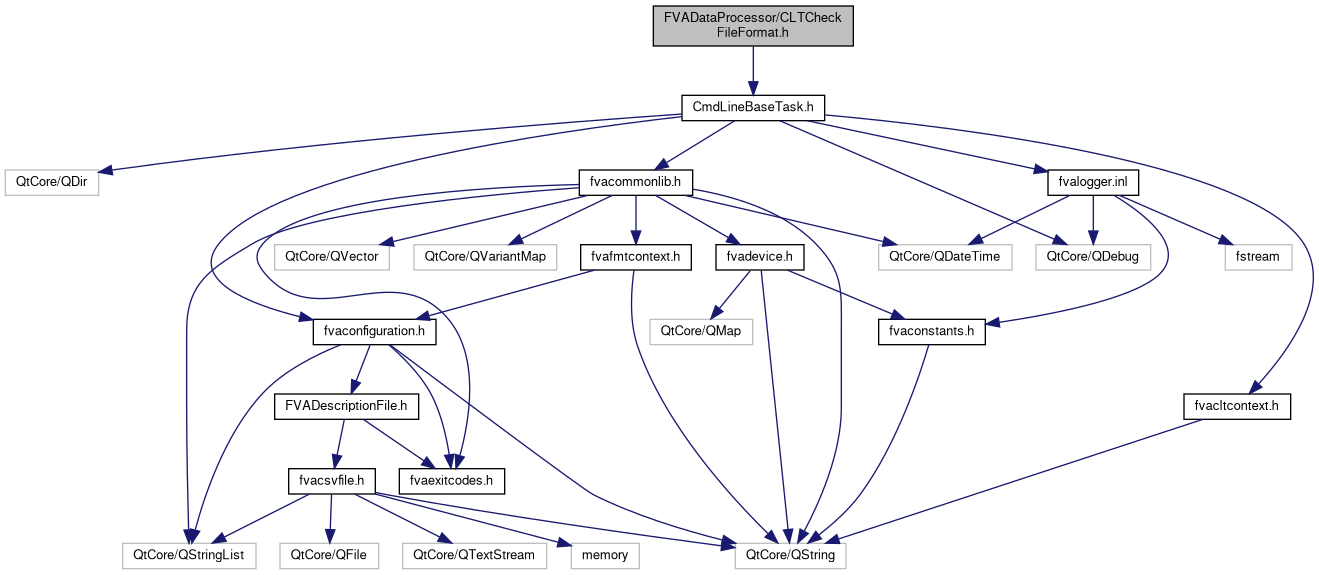 FVADataProcessor/CLTCheck
FileFormat.h
CmdLineBaseTask.h
QtCore/QDir
fvacommonlib.h
fvalogger.inl
QtCore/QVector
QtCore/QVariantMap
fvafmtcontext.h
fvadevice.h
QtCore/QDateTime
QtCore/QDebug
fstream
fvaconfiguration.h
QtCore/QMap
fvaconstants.h
FVADescriptionFile.h
fvacltcontext.h
fvacsvfile.h
fvaexitcodes.h
QtCore/QStringList
QtCore/QFile
QtCore/QTextStream
memory
QtCore/QString